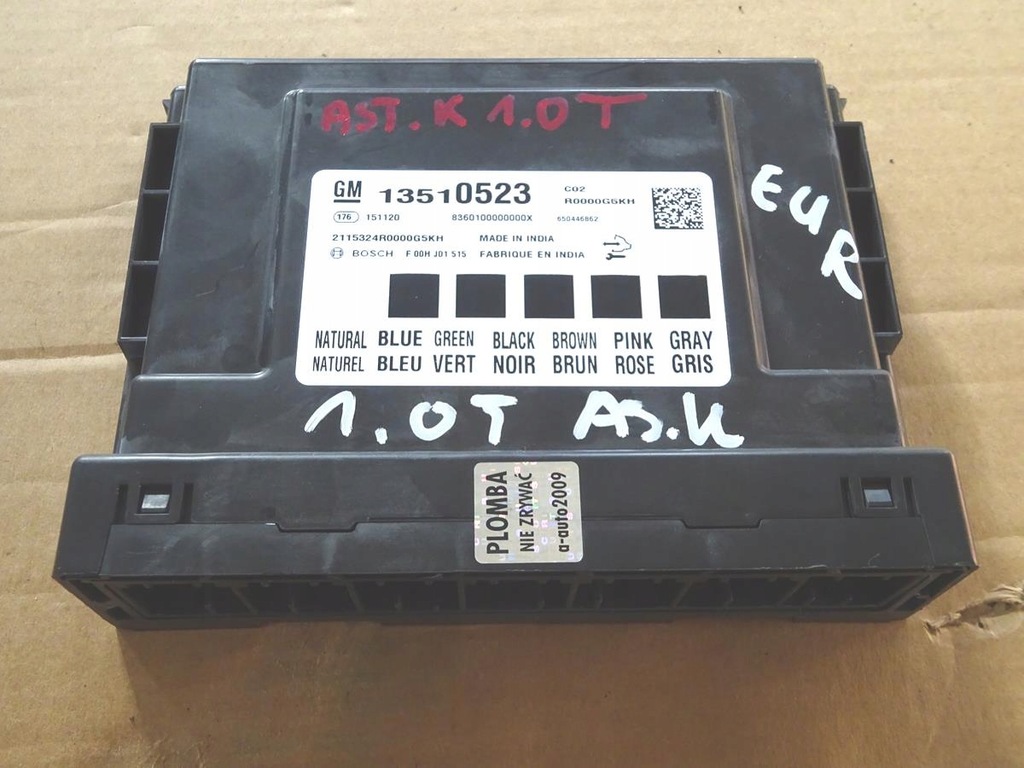 AST. K 1.0T
GM 13510523 C02
R0000G5KH
176 151120 8360100000000X 650446862
2115324R0000G5KH MADE IN INDIA
BOSCH F 00H J01 515 FABRIQUE EN INDIA
NATURAL BLUE GREEN BLACK BROWN PINK GRAY
NATUREL BLEU VERT NOIR BRUN ROSE GRIS
EUR
1.0T AS.K
PLOMBA
NIE ZRYWAĆ
a-auto2009